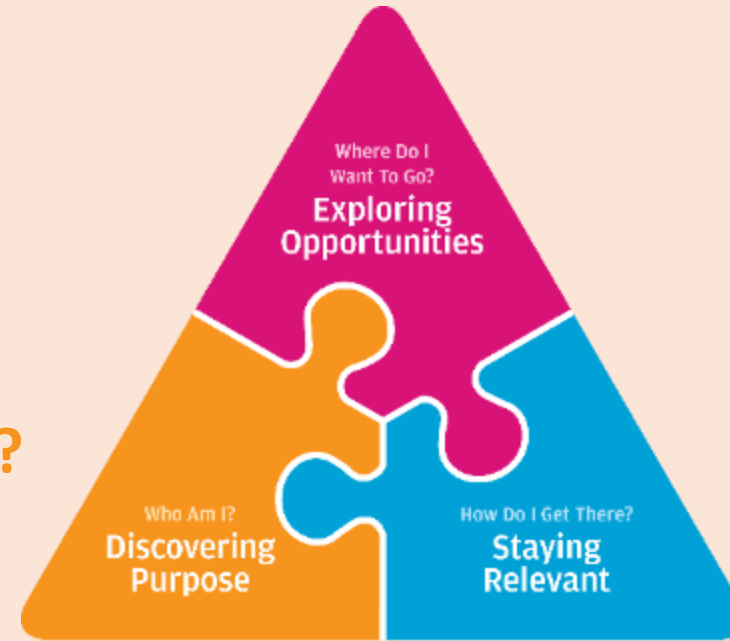 Where Do I
Want To Go?
Exploring
Opportunities
?
Who Am I?
Discovering
Purpose
How Do I Get There?
Staying
Relevant